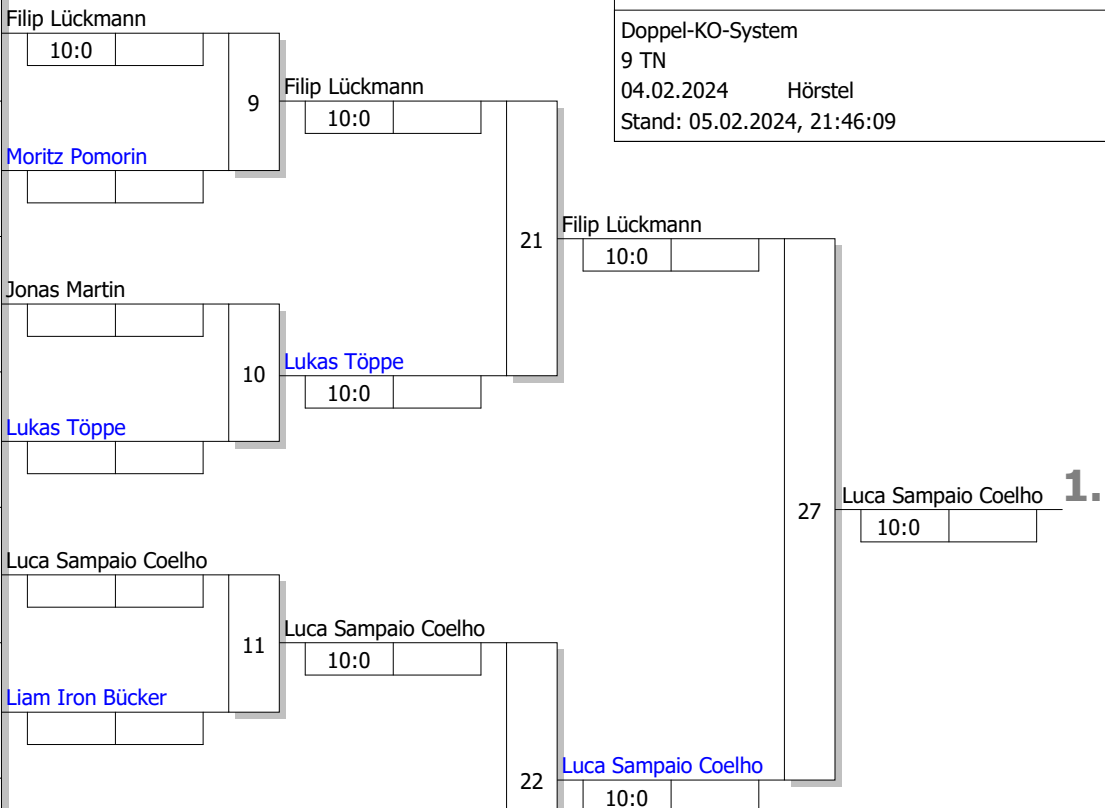 Filip Lückmann
10:0
9
Moritz Pomorin
Filip Lückmann
10:0
Jonas Martin
10
Lukas Töppe
Lukas Töppe
10:0
21
Filip Lückmann
10:0
Luca Sampaio Coelho
11
Liam Iron Bücker
Luca Sampaio Coelho
10:0
22
Luca Sampaio Coelho
10:0
27
Luca Sampaio Coelho
10:0
1.
Doppel-KO-System
9 TN
04.02.2024 Hörstel
Stand: 05.02.2024, 21:46:09